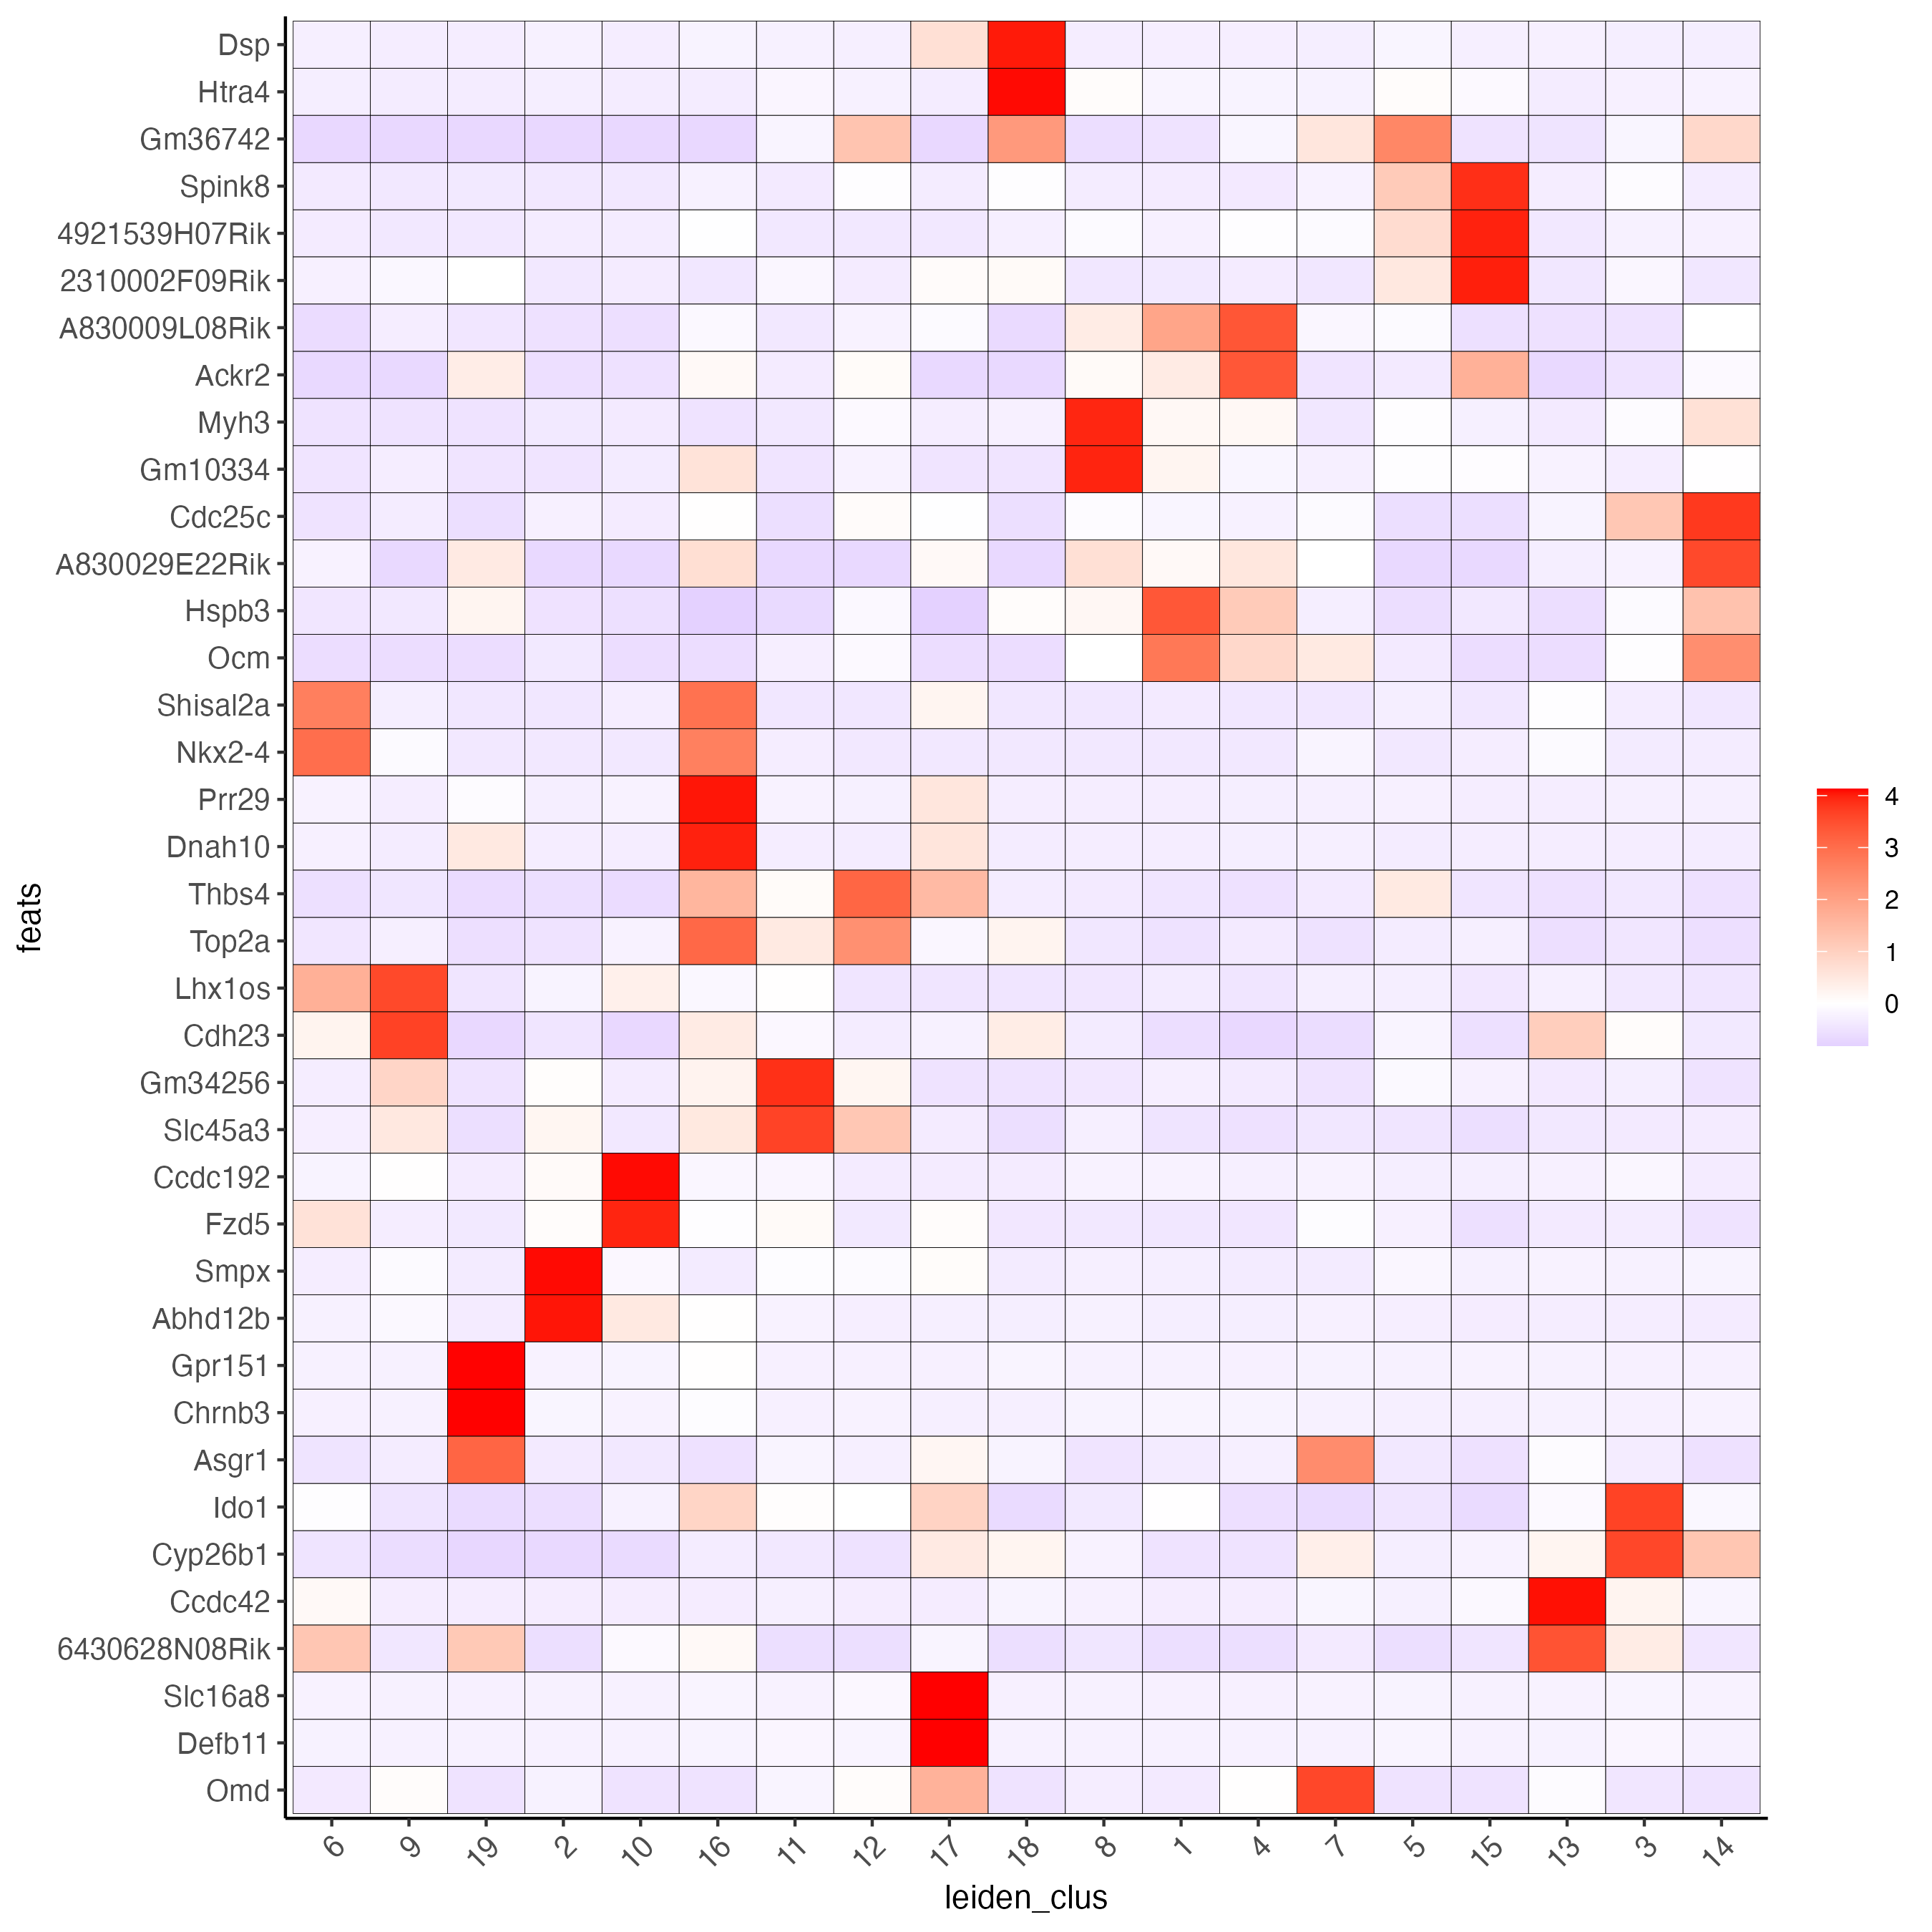 feats
Dsp
Htra4
Gm36742
Spink8
4921539H07Rik
2310002F09Rik
A830009L08Rik
Ackr2
Myh3
Gm10334
Cdc25c
A830029E22Rik
Hspb3
Ocm
Shisal2a
Nkx2-4
Prr29
Dnah10
Thbs4
Top2a
Lhx1os
Cdh23
Gm34256
Slc45a3
Ccdc192
Fzd5
Smpx
Abhd12b
Gpr151
Chrnb3
Asgr1
Ido1
Cyp26b1
Ccdc42
6430628N08Rik
Slc16a8
Defb11
Omd
6 9 19 2 10 16 11 12 17 18 8 1 4 7 5 15 13 3 14
leiden_clus
4
3
2
1
0